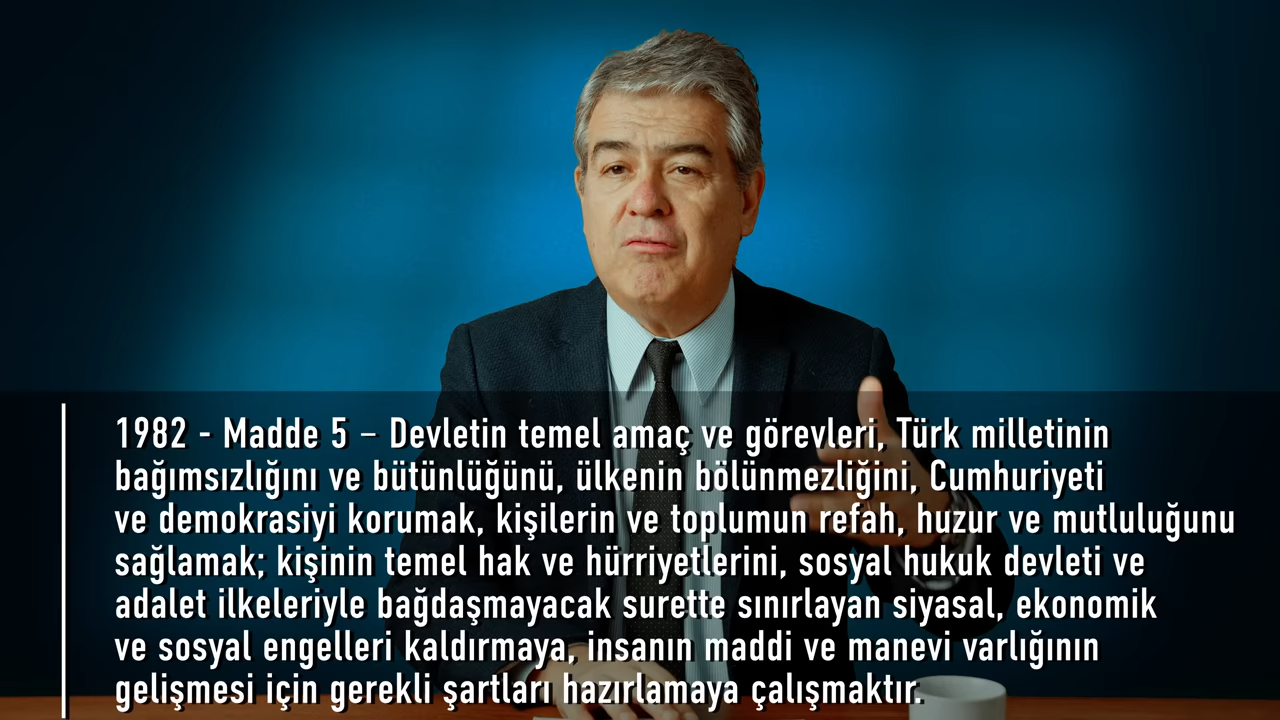 1982 - Madde 5 – Devletin temel amaç ve görevleri, Türk milletinin
bağımsızlığını ve bütünlüğünü, ülkenin bölünmezliğini, Cumhuriyeti
ve demokrasiyi korumak, kişilerin ve toplumun refah, huzur ve mutluluğunu
sağlamak; kişinin temel hak ve hürriyetlerini, sosyal hukuk devleti ve
adalet ilkeleriyle bağdaşmayacak surette sınırlayan siyasal, ekonomik
ve sosyal engelleri kaldırmaya, insanın maddi ve manevi varlığının
gelişmesi için gerekli şartları hazırlamaya çalışmaktır.